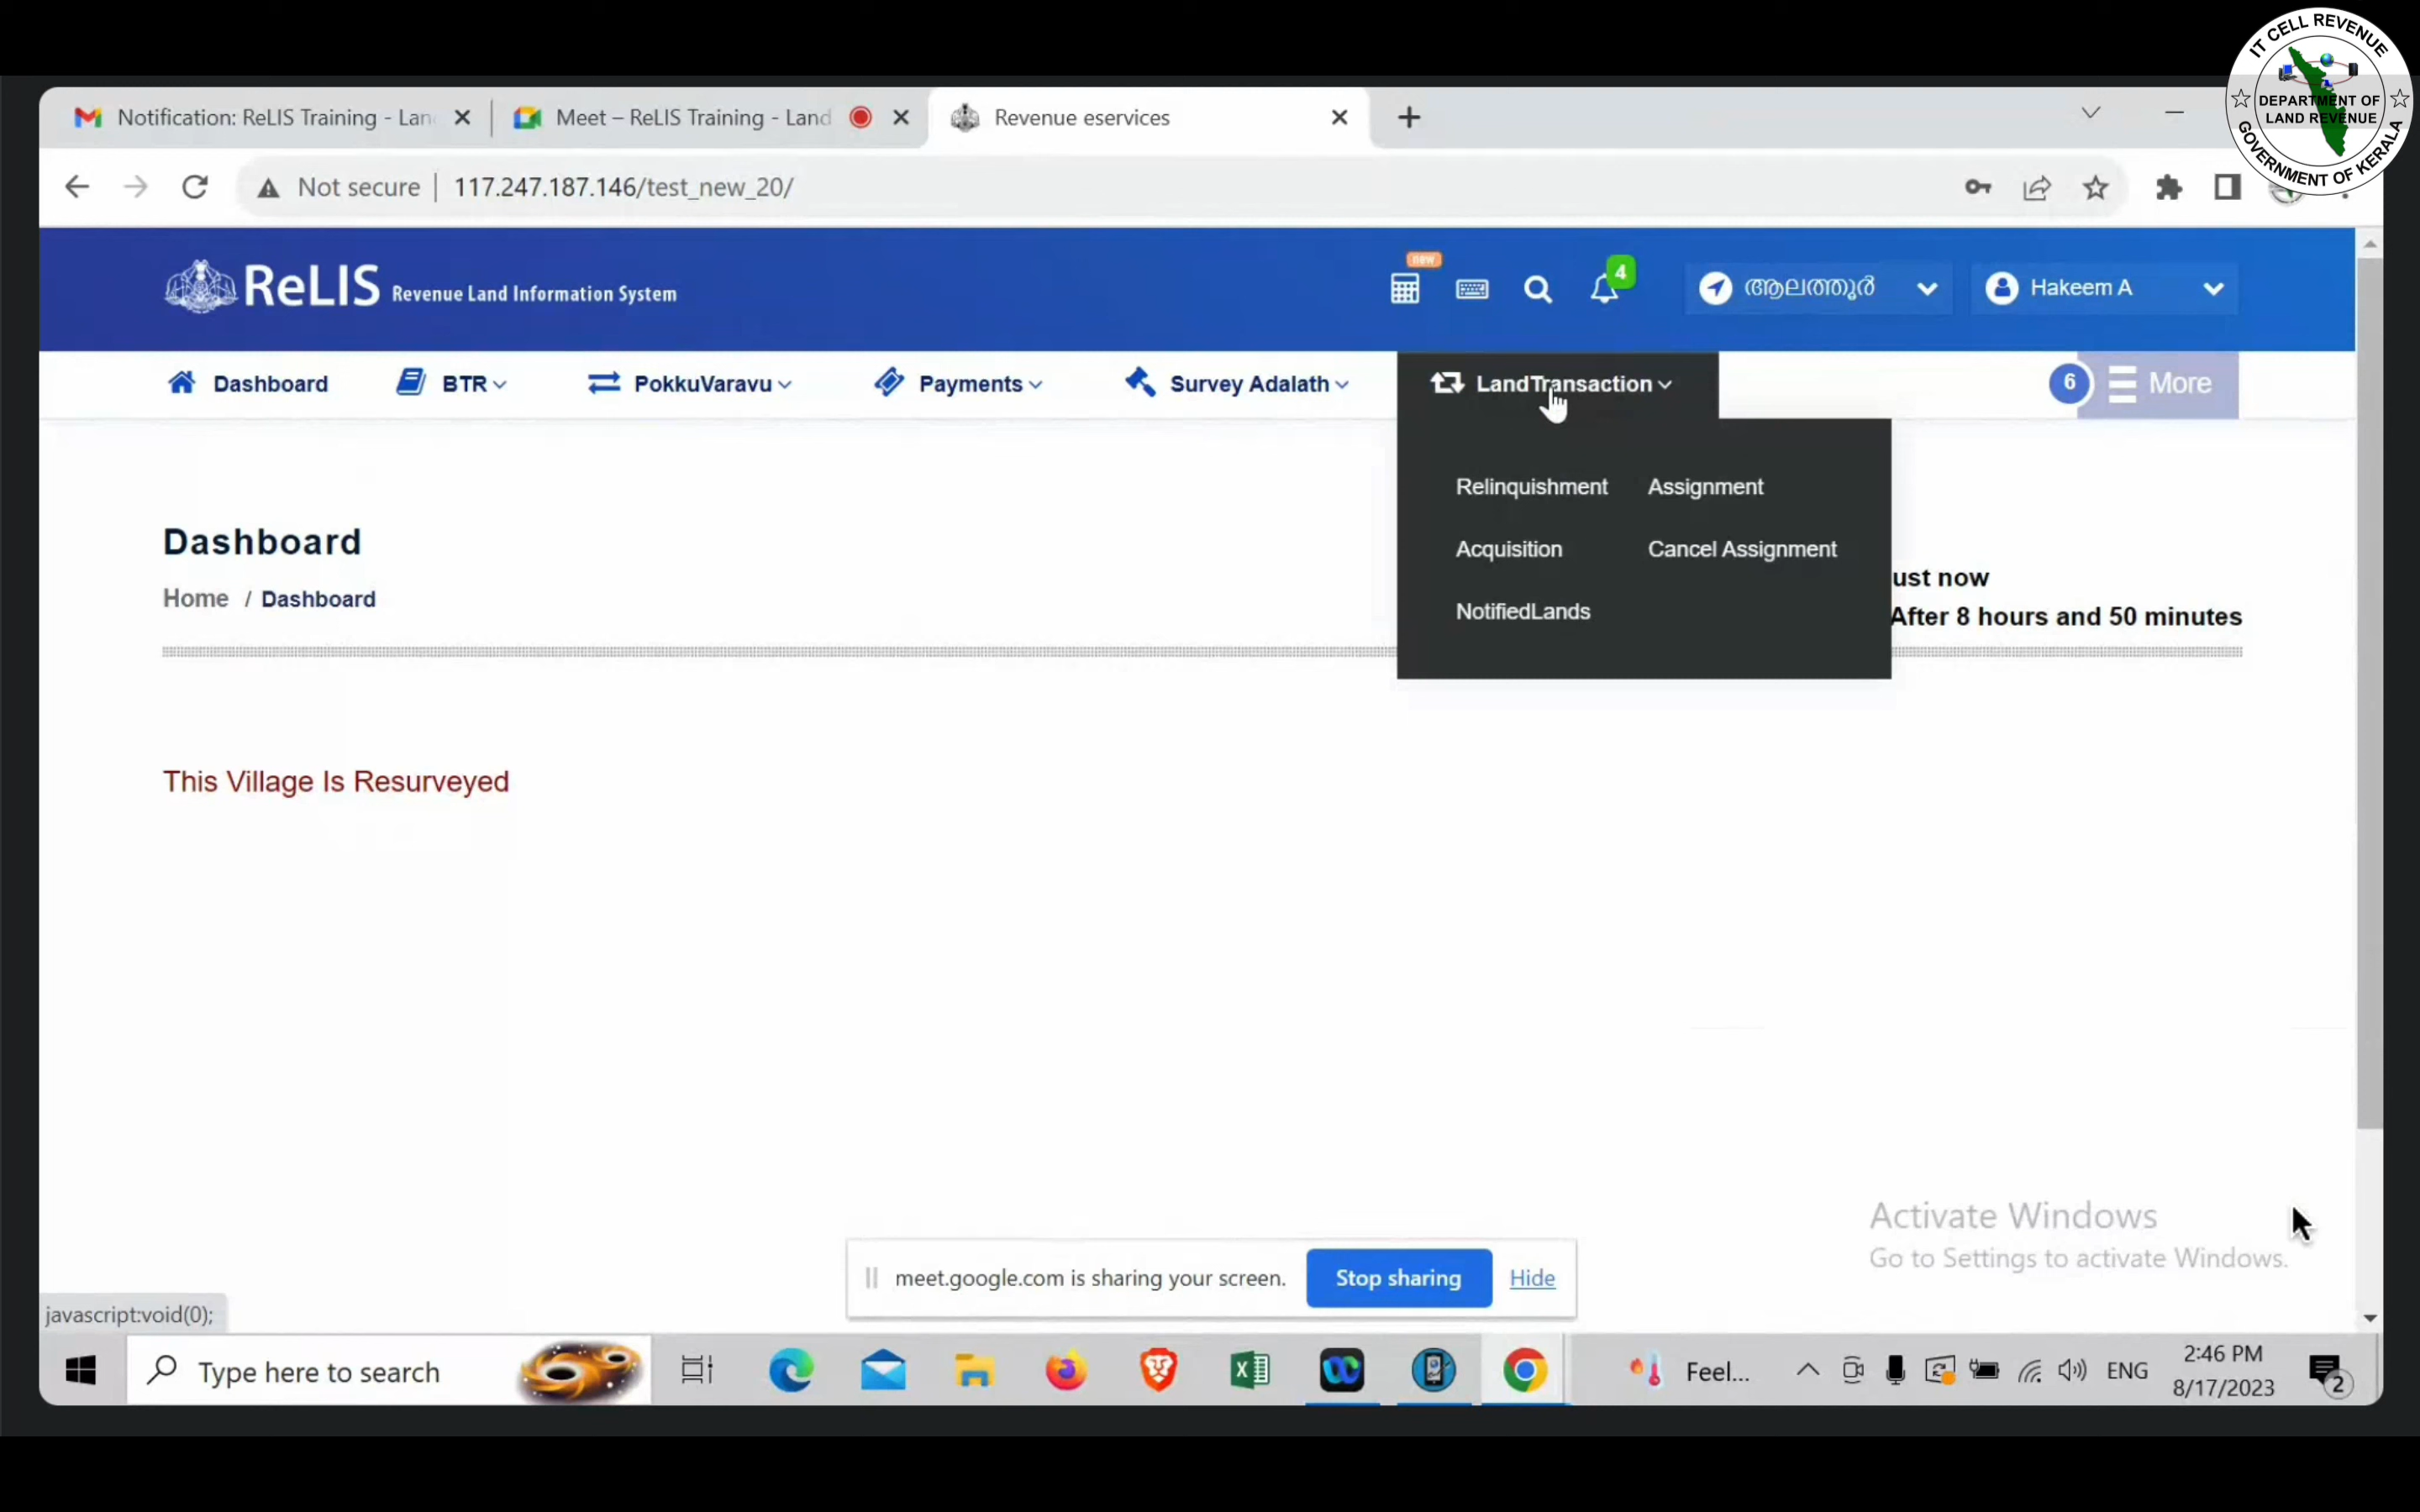 IT CELL REVENUE
DEPARTMENT OF
LAND REVENUE
GOVERNMENT OF KERALA
Notification: ReLIS Training - Lan
Meet – ReLIS Training - Land
Revenue eservices
Not secure
117.247.187.146/test_new_20/
ReLIS Revenue Land Information System
new
4
ആലത്തൂർ
Hakeem A
Dashboard
BTR
PokkuVaravu
Payments
Survey Adalath
LandTransaction
6
More
Relinquishment
Assignment
Acquisition
Cancel Assignment
NotifiedLands
Dashboard
Home / Dashboard
ust now
After 8 hours and 50 minutes
This Village Is Resurveyed
Activate Windows
Go to Settings to activate Windows.
meet.google.com is sharing your screen.
Stop sharing
Hide
javascript:void(0);
Type here to search
Feel...
ENG
2:46 PM
8/17/2023
2